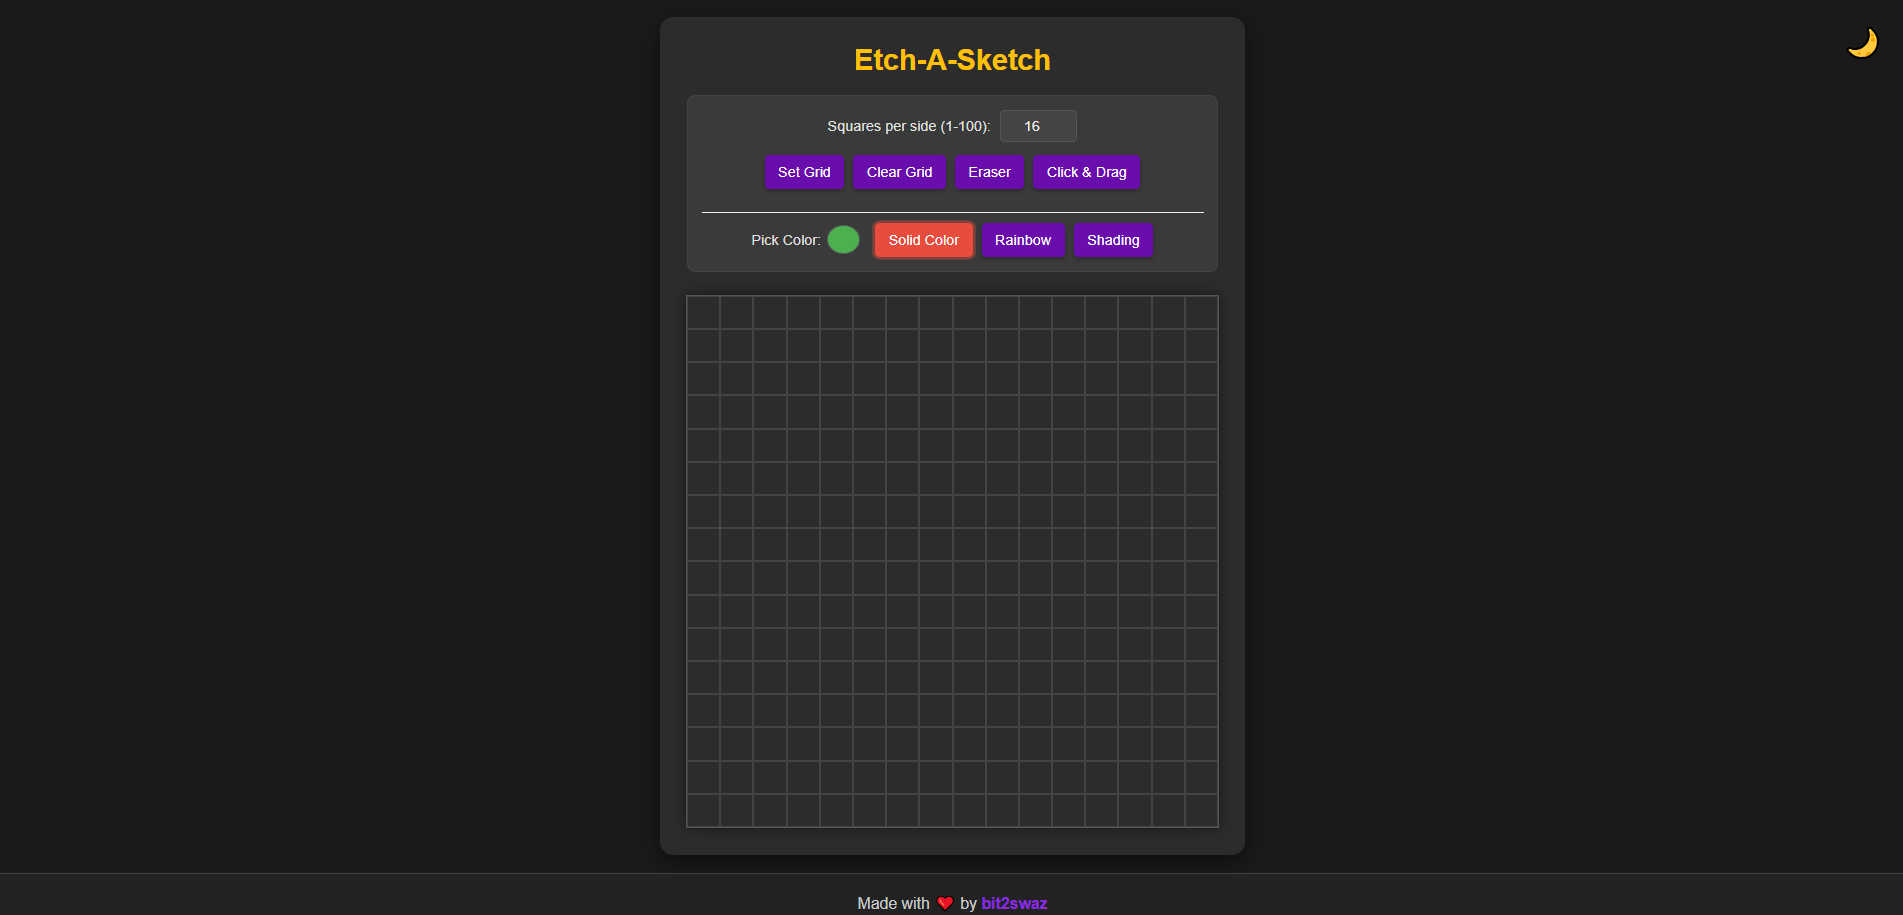 Etch-A-Sketch
Squares per side (1-100): 16
Set Grid Clear Grid Eraser Click & Drag
Pick Color: Solid Color Rainbow Shading
Made with ❤️ by bit2swaz